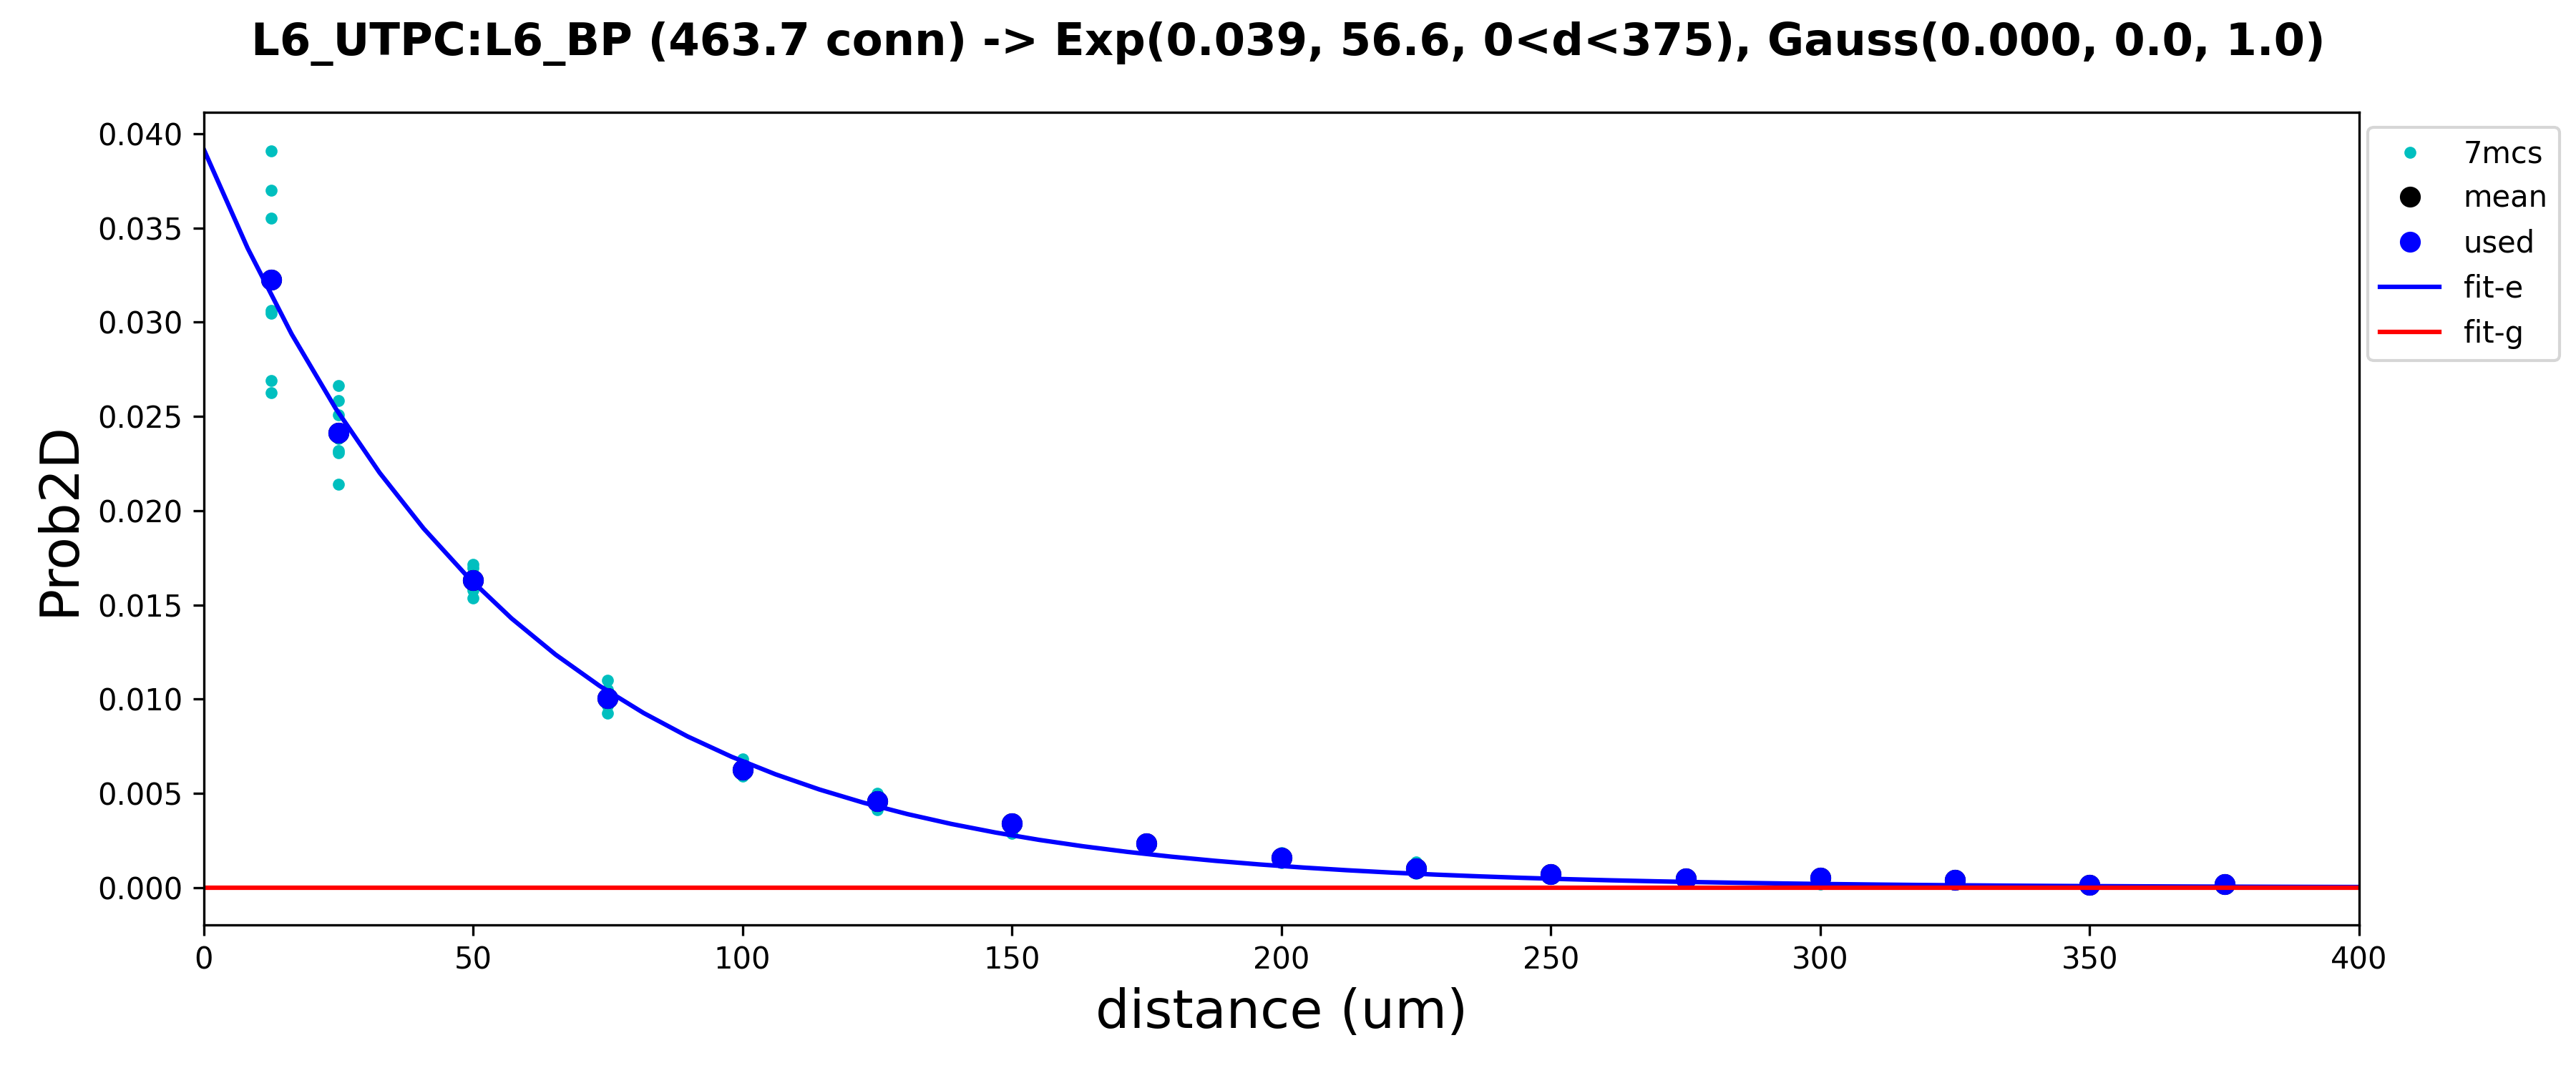 L6_UTPC:L6_BP (463.7 conn) -> Exp(0.039, 56.6, 0<d<375), Gauss(0.000, 0.0, 1.0)
0.040
0.035
0.030
0.025
0.020
0.015
0.010
0.005
0.000
Prob2D
0 50 100 150 200 250 300 350 400
distance (um)
7mcs
mean
used
fit-e
fit-g